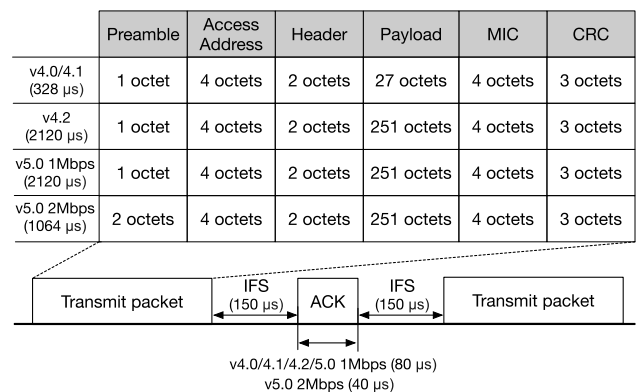 Preamble Access Address Header Payload MIC CRC
v4.0/4.1 (328 µs) 1 octet 4 octets 2 octets 27 octets 4 octets 3 octets
v4.2 (2120 µs) 1 octet 4 octets 2 octets 251 octets 4 octets 3 octets
v5.0 1Mbps (2120 µs) 1 octet 4 octets 2 octets 251 octets 4 octets 3 octets
v5.0 2Mbps (1064 µs) 2 octets 4 octets 2 octets 251 octets 4 octets 3 octets
Transmit packet IFS (150 µs) ACK IFS (150 µs) Transmit packet
v4.0/4.1/4.2/5.0 1Mbps (80 µs)
v5.0 2Mbps (40 µs)